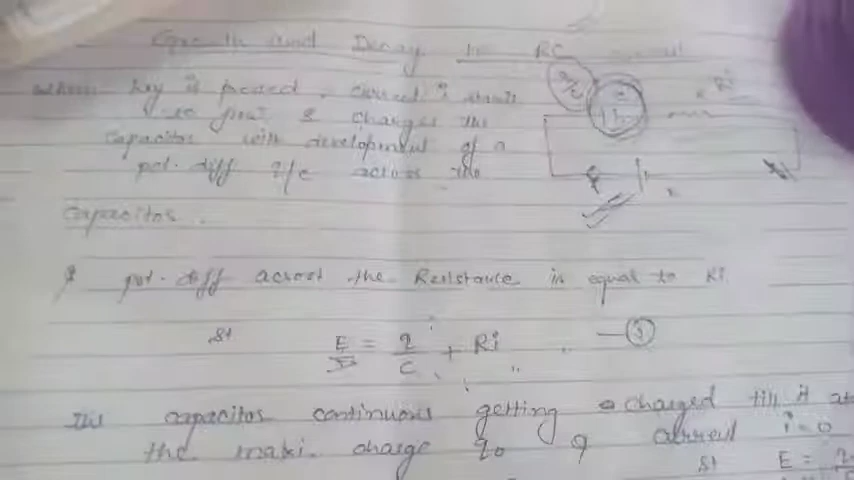 Growth and Decay in RC
When key is pressed, current i starts
to flow & charges the
q/c
Ri
capacitor with development of a
pot. diff q/c across the
capacitor.
& pot. diff across the Resistance is equal to Ri
E = q/C + Ri — 1
capacitor continuous getting a charged till it
the maxi. charge q0 & current i=0
E =